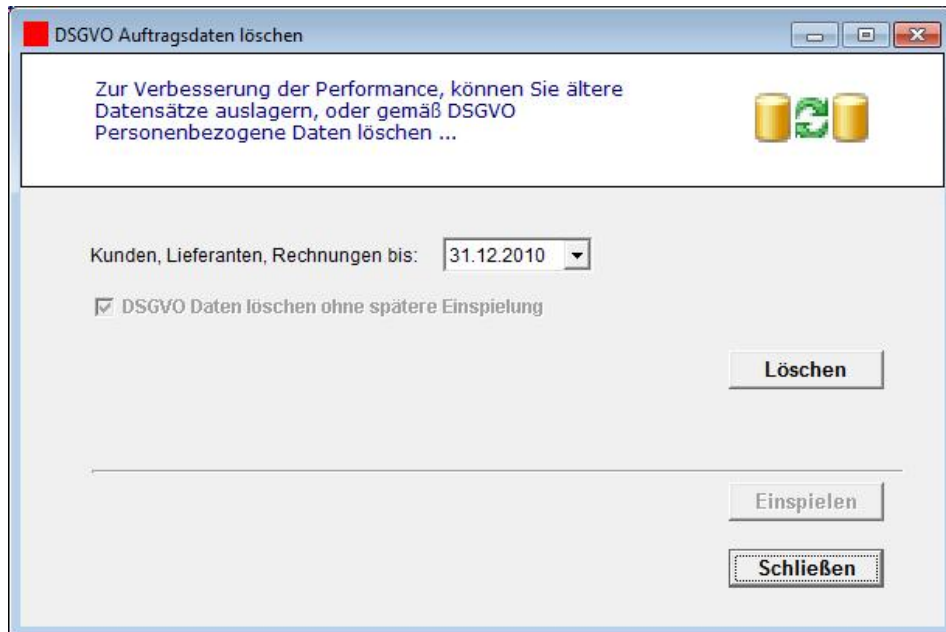 DSGVO Auftragsdaten löschen
Zur Verbesserung der Performance, können Sie ältere
Datensätze auslagern, oder gemäß DSGVO
Personenbezogene Daten löschen ...
Kunden, Lieferanten, Rechnungen bis: 31.12.2010
DSGVO Daten löschen ohne spätere Einspielung
Löschen
Einspielen
Schließen